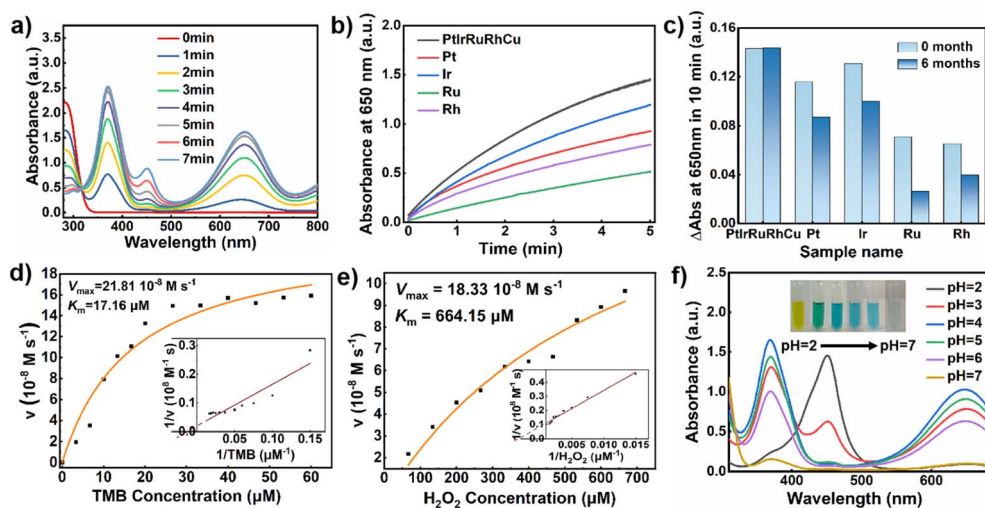 a)
Absorbance (a.u.)
3.5
3.0
2.5
2.0
1.5
1.0
0.5
0.0
0min
1min
2min
3min
4min
5min
6min
7min
300 400 500 600 700 800
Wavelength (nm)
b)
Absorbance at 650 nm (a.u.)
2.0
1.5
1.0
0.5
0.0
PtIrRuRhCu
Pt
Ir
Ru
Rh
0 1 2 3 4 5
Time (min)
c)
ΔAbs at 650nm in 10 min (a.u.)
0.16
0.12
0.08
0.04
0.00
0 month
6 months
PtIrRuRhCu Pt Ir Ru Rh
Sample name
d)
v (10⁻⁸ M s⁻¹)
18
16
14
12
10
8
6
4
2
0
Vmax=21.81 10⁻⁸ M s⁻¹
Km=17.16 μM
1/v (10⁸ M⁻¹ s)
0.3
0.2
0.1
0.0
0.05 0.10 0.15
1/TMB (μM⁻¹)
0 10 20 30 40 50 60
TMB Concentration (μM)
e)
v (10⁻⁸ M s⁻¹)
10
9
8
7
6
5
4
3
2
Vmax = 18.33 10⁻⁸ M s⁻¹
Km = 664.15 μM
1/v (10⁸ M⁻¹ s)
0.4
0.3
0.2
0.1
0.0
0.005 0.010 0.015
1/H₂O₂ (μM⁻¹)
0 100 200 300 400 500 600 700
H₂O₂ Concentration (μM)
f)
Absorbance (a.u.)
2.5
2.0
1.5
1.0
0.5
0.0
pH=2
pH=3
pH=4
pH=5
pH=6
pH=7
pH=2 pH=7
400 500 600
Wavelength (nm)